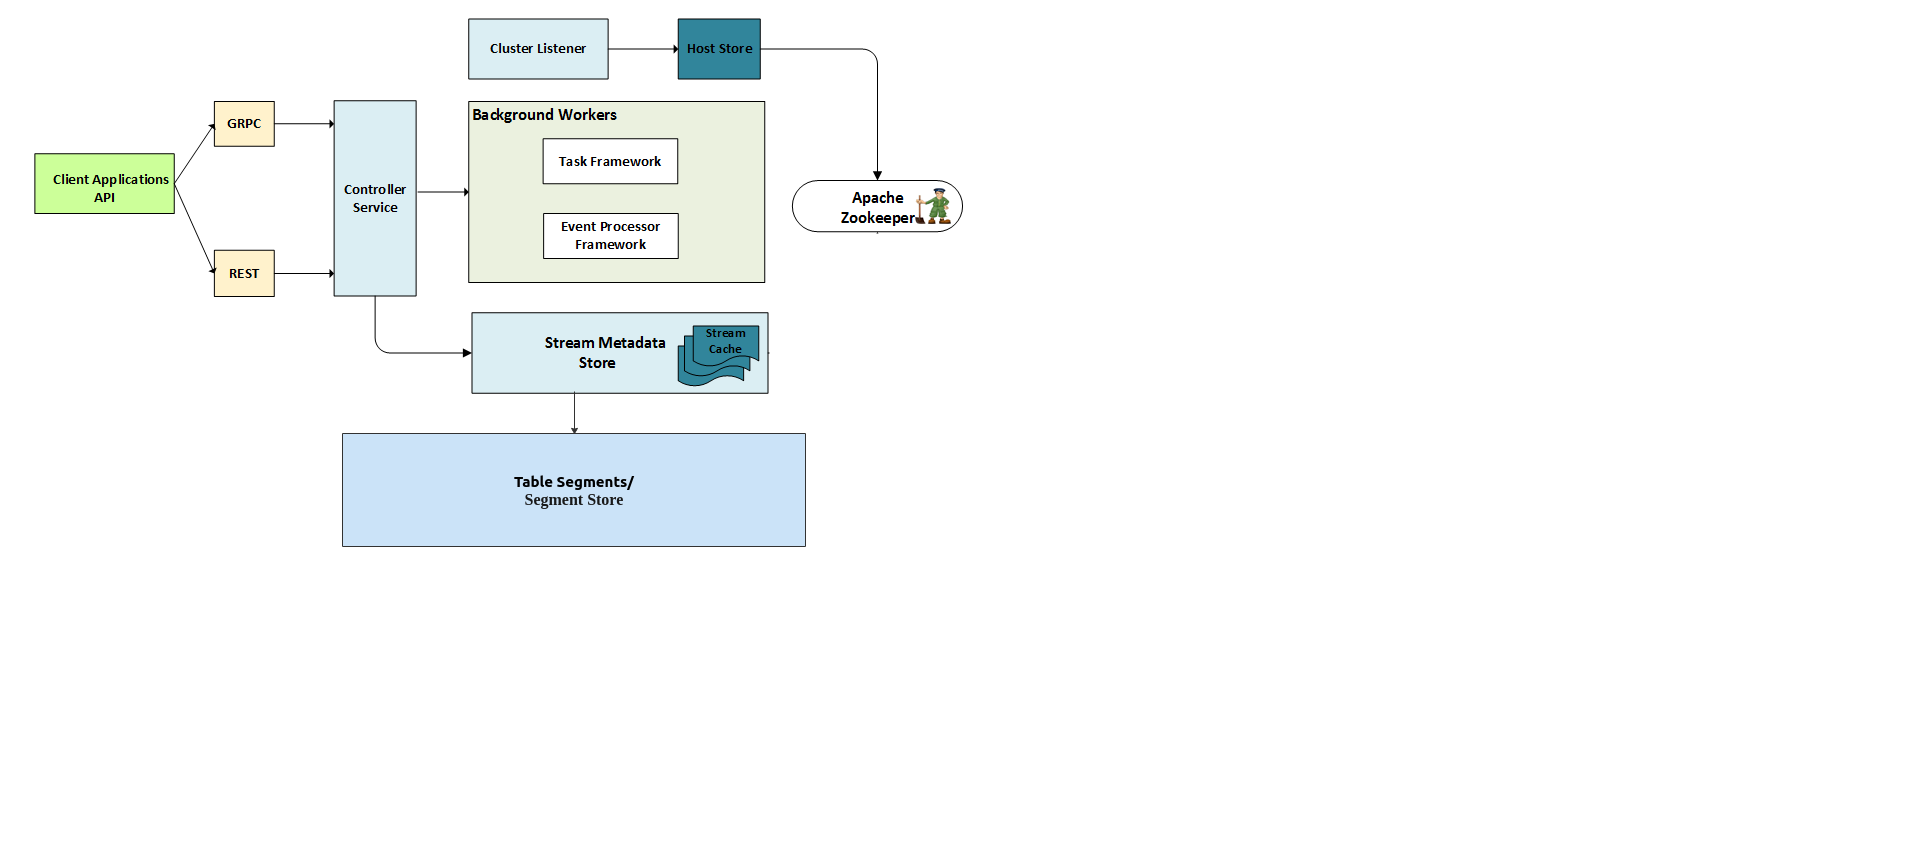 Cluster Listener
Host Store
Background Workers
GRPC
Task Framework
Client Applications
API
Controller
Service
Apache
Zookeeper
Event Processor
Framework
REST
Stream Metadata
Store
Stream
Cache
Table Segments/
Segment Store